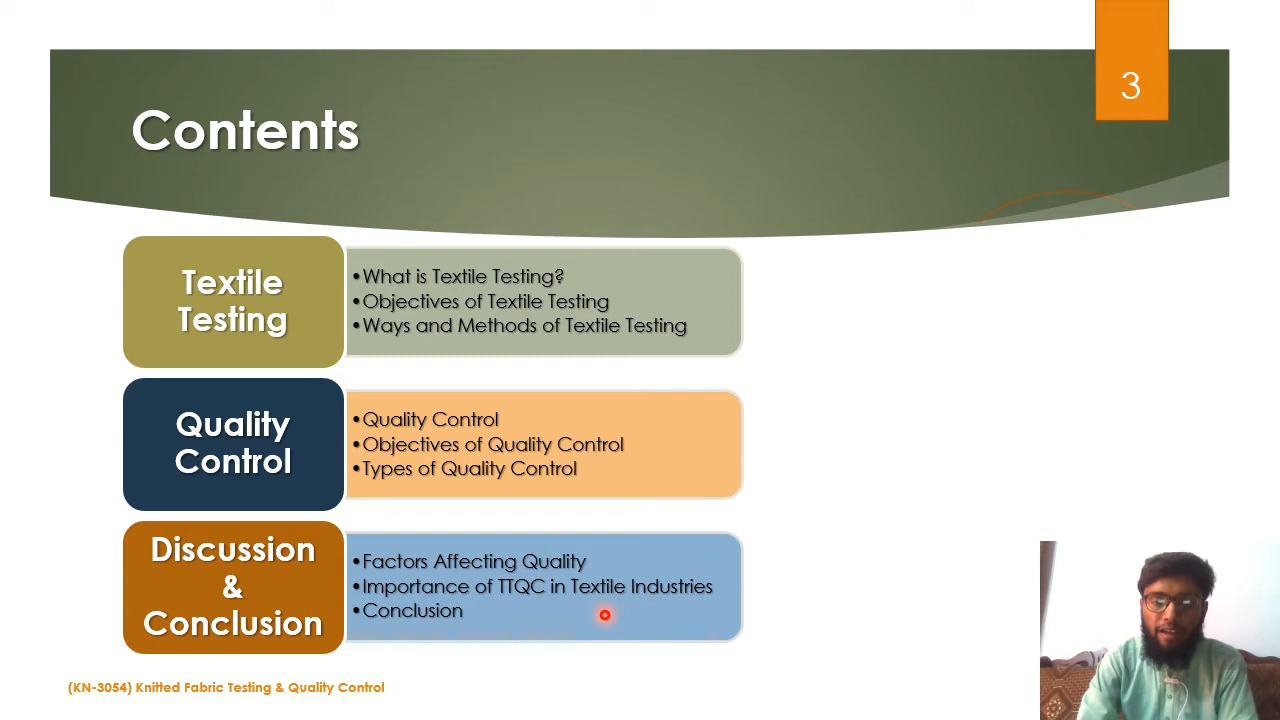 3
Contents
Textile
Testing
•What is Textile Testing?
•Objectives of Textile Testing
•Ways and Methods of Textile Testing
Quality
Control
•Quality Control
•Objectives of Quality Control
•Types of Quality Control
Discussion
&
Conclusion
•Factors Affecting Quality
•Importance of TTQC in Textile Industries
•Conclusion
(KN-3054) Knitted Fabric Testing & Quality Control